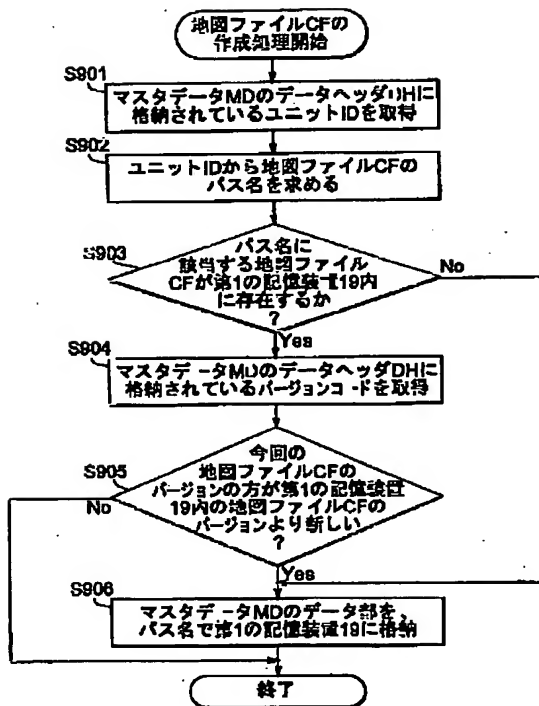 地図ファイルCFの
作成処理開始
S901
マスタデータMDのデータヘッダDHに
格納されているユニットIDを取得
S902
ユニットIDから地図ファイルCFの
パス名を求める
S903
パス名に
該当する地図ファイル
CFが第1の記憶装置19内
に存在するか
?
No
Yes
S904
マスタデータMDのデータヘッダDHに
格納されているバージョンコードを取得
S905
今回の
地図ファイルCFの
バージョンの方が第1の記憶装置
19内の地図ファイルCFの
バージョンより新しい
?
No
Yes
S906
マスタデータMDのデータ部を、
パス名で第1の記憶装置19に格納
終了